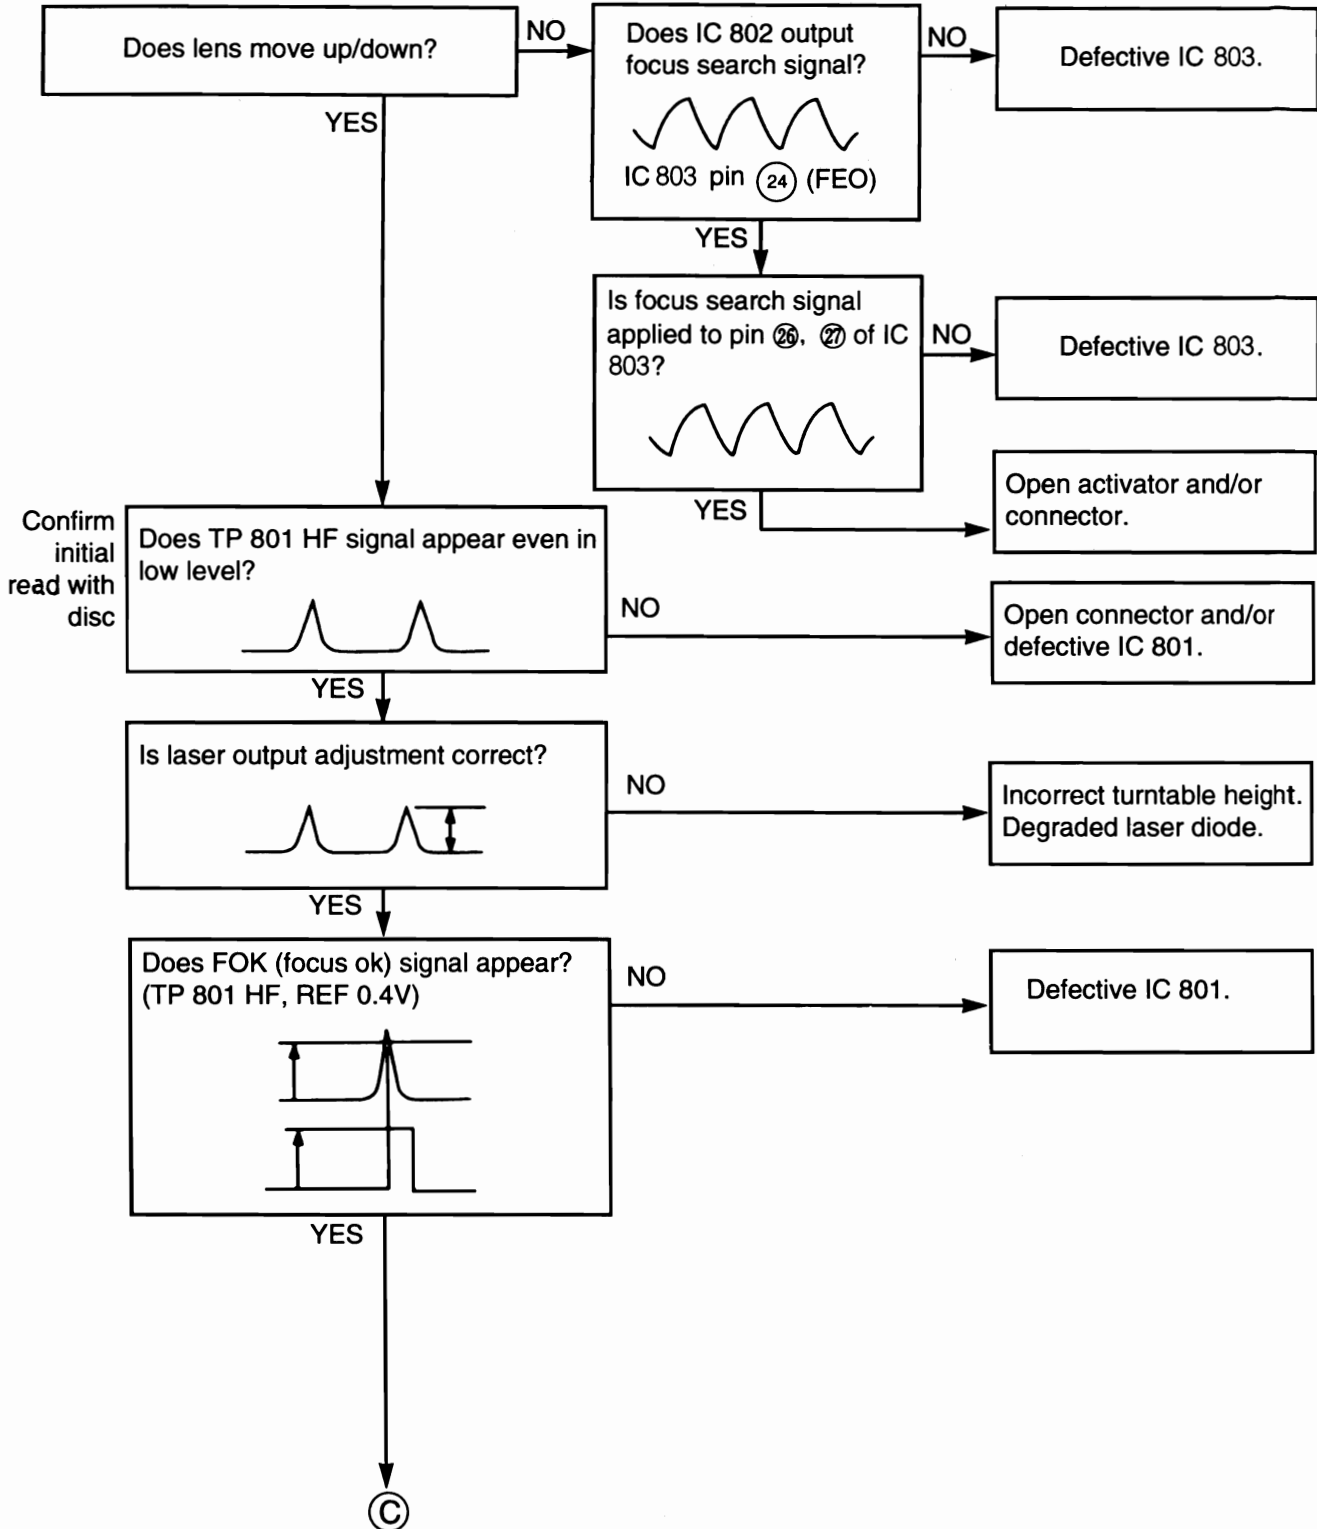 Does lens move up/down?
NO
Does IC 802 output
focus search signal?
IC 803 pin 24 (FEO)
NO
Defective IC 803.
YES
YES
Is focus search signal
applied to pin 26, 27 of IC
803?
NO
Defective IC 803.
YES
Open activator and/or
connector.
Confirm
initial
read with
disc
Does TP 801 HF signal appear even in
low level?
NO
Open connector and/or
defective IC 801.
YES
Is laser output adjustment correct?
NO
Incorrect turntable height.
Degraded laser diode.
YES
Does FOK (focus ok) signal appear?
(TP 801 HF, REF 0.4V)
NO
Defective IC 801.
YES
C